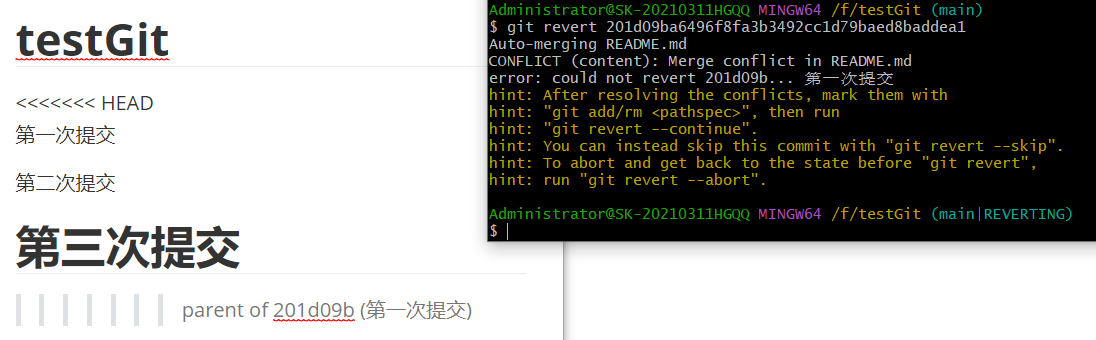 testGit
<<<<<<< HEAD
第一次提交
第二次提交
第三次提交
parent of 201d09b (第一次提交)
Administrator@SK-20210311HGQQ MINGW64 /f/testGit (main)
$ git revert 201d09ba6496f8fa3b3492cc1d79baed8baddea1
Auto-merging README.md
CONFLICT (content): Merge conflict in README.md
error: could not revert 201d09b... 第一次提交
hint: After resolving the conflicts, mark them with
hint: "git add/rm <pathspec>", then run
hint: "git revert --continue".
hint: You can instead skip this commit with "git revert --skip".
hint: To abort and get back to the state before "git revert",
hint: run "git revert --abort".
Administrator@SK-20210311HGQQ MINGW64 /f/testGit (main|REVERTING)
$